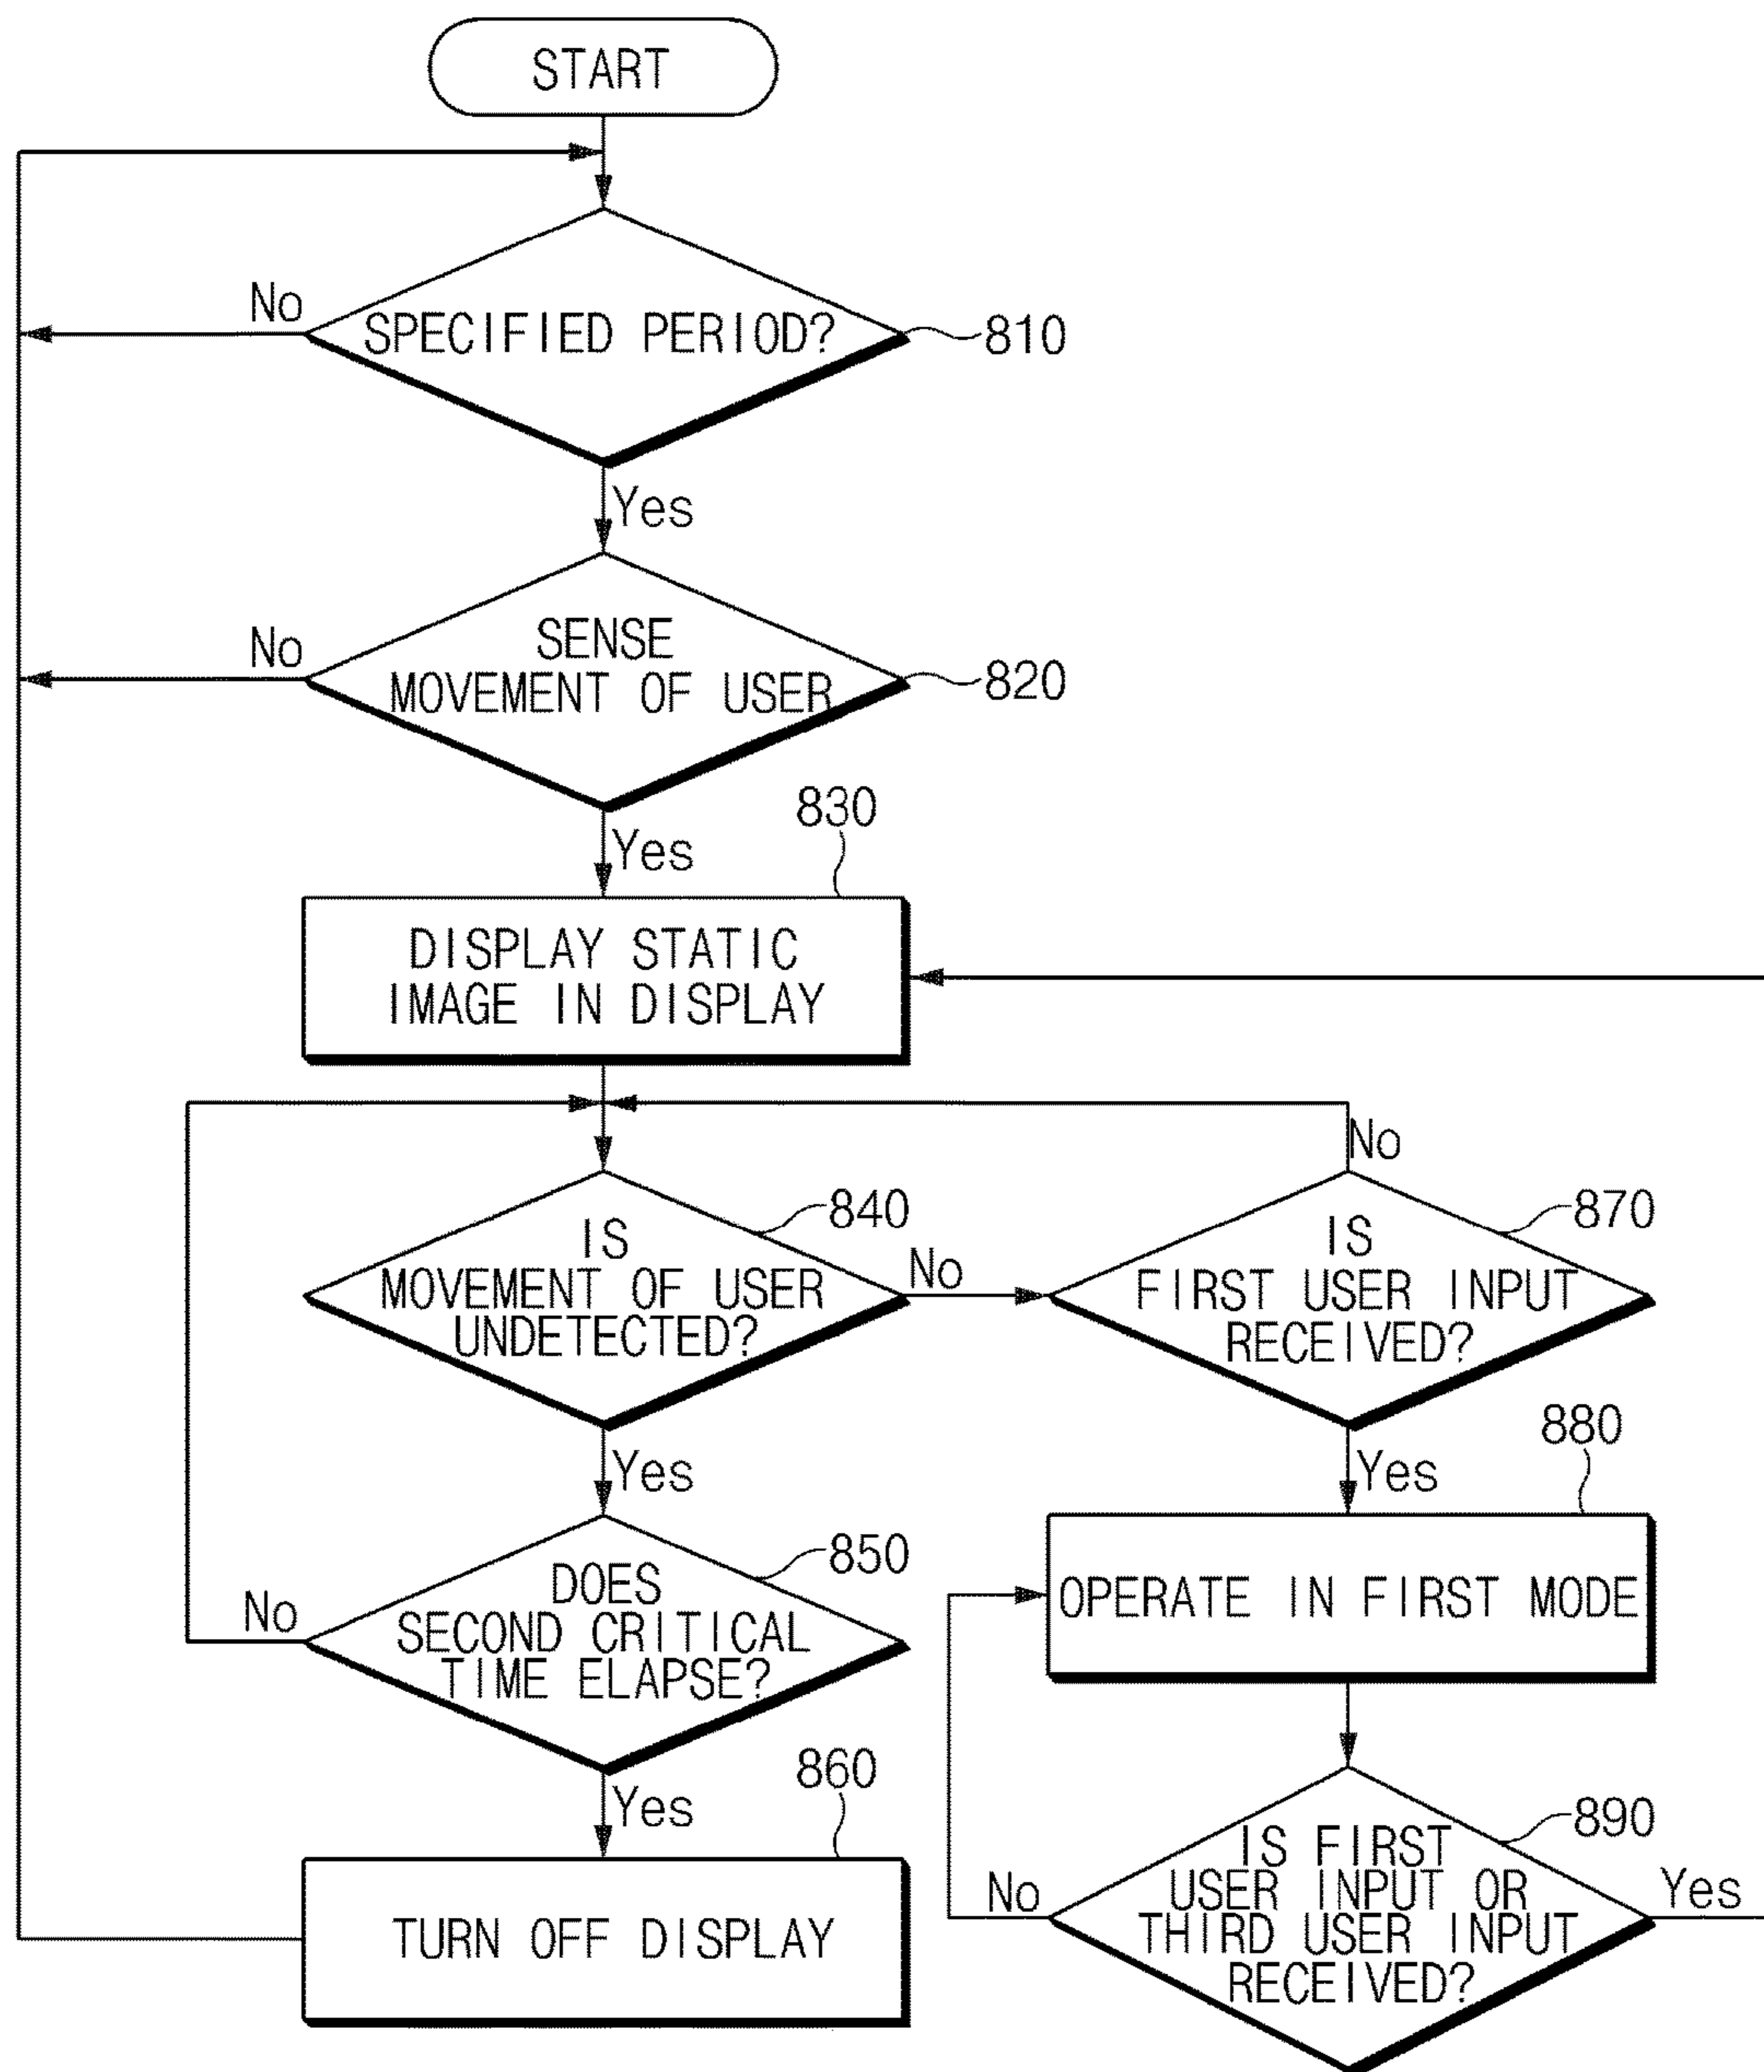 START
No
SPECIFIED PERIOD?
810
Yes
No
SENSE
MOVEMENT OF USER
820
830
Yes
DISPLAY STATIC
IMAGE IN DISPLAY
No
840
870
IS
MOVEMENT OF USER
UNDETECTED?
No
IS
FIRST USER INPUT
RECEIVED?
880
Yes
Yes
850
DOES
SECOND CRITICAL
TIME ELAPSE?
No
OPERATE IN FIRST MODE
860
Yes
890
IS FIRST
USER INPUT OR
THIRD USER INPUT
RECEIVED?
No
Yes
TURN OFF DISPLAY